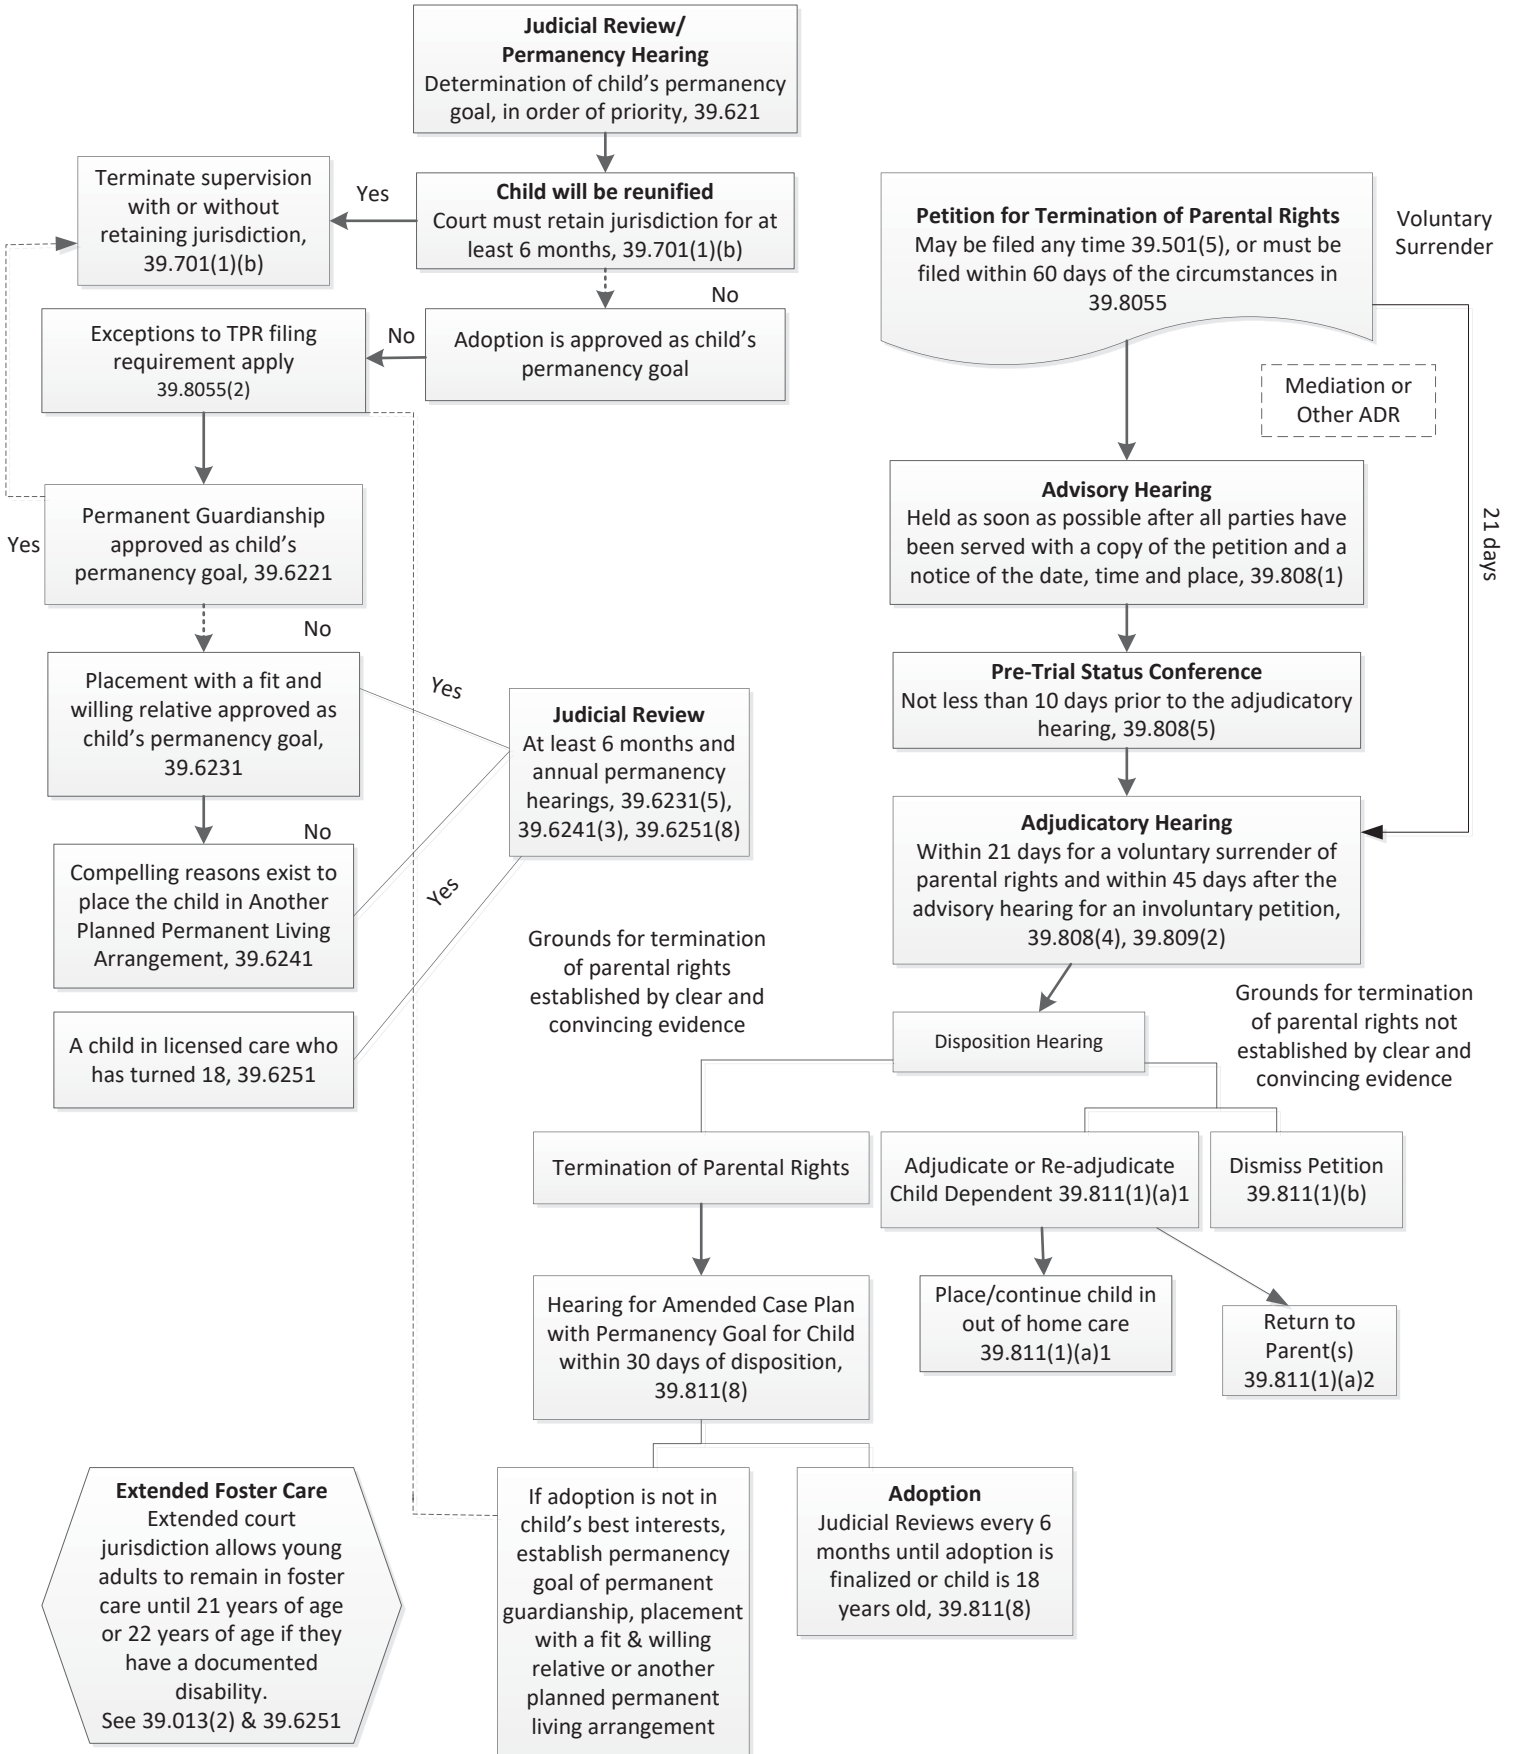 Judicial Review/
Permanency Hearing
Determination of child's permanency
goal, in order of priority, 39.621
Terminate supervision
with or without
retaining jurisdiction,
39.701(1)(b)
Yes
Child will be reunified
Court must retain jurisdiction for at
least 6 months, 39.701(1)(b)
No
Exceptions to TPR filing
requirement apply
39.8055(2)
No
Adoption is approved as child's
permanency goal
Yes
Permanent Guardianship
approved as child's
permanency goal, 39.6221
No
Placement with a fit and
willing relative approved as
child's permanency goal,
39.6231
Yes
No
Compelling reasons exist to
place the child in Another
Planned Permanent Living
Arrangement, 39.6241
Yes
A child in licensed care who
has turned 18, 39.6251
Judicial Review
At least 6 months and
annual permanency
hearings, 39.6231(5),
39.6241(3), 39.6251(8)
Petition for Termination of Parental Rights
May be filed any time 39.501(5), or must be
filed within 60 days of the circumstances in
39.8055
Voluntary
Surrender
Mediation or
Other ADR
21 days
Advisory Hearing
Held as soon as possible after all parties have
been served with a copy of the petition and a
notice of the date, time and place, 39.808(1)
Pre-Trial Status Conference
Not less than 10 days prior to the adjudicatory
hearing, 39.808(5)
Adjudicatory Hearing
Within 21 days for a voluntary surrender of
parental rights and within 45 days after the
advisory hearing for an involuntary petition,
39.808(4), 39.809(2)
Grounds for termination
of parental rights
established by clear and
convincing evidence
Disposition Hearing
Grounds for termination
of parental rights not
established by clear and
convincing evidence
Termination of Parental Rights
Adjudicate or Re-adjudicate
Child Dependent 39.811(1)(a)1
Dismiss Petition
39.811(1)(b)
Hearing for Amended Case Plan
with Permanency Goal for Child
within 30 days of disposition,
39.811(8)
Place/continue child in
out of home care
39.811(1)(a)1
Return to
Parent(s)
39.811(1)(a)2
Extended Foster Care
Extended court
jurisdiction allows young
adults to remain in foster
care until 21 years of age
or 22 years of age if they
have a documented
disability.
See 39.013(2) & 39.6251
If adoption is not in
child's best interests,
establish permanency
goal of permanent
guardianship, placement
with a fit & willing
relative or another
planned permanent
living arrangement
Adoption
Judicial Reviews every 6
months until adoption is
finalized or child is 18
years old, 39.811(8)